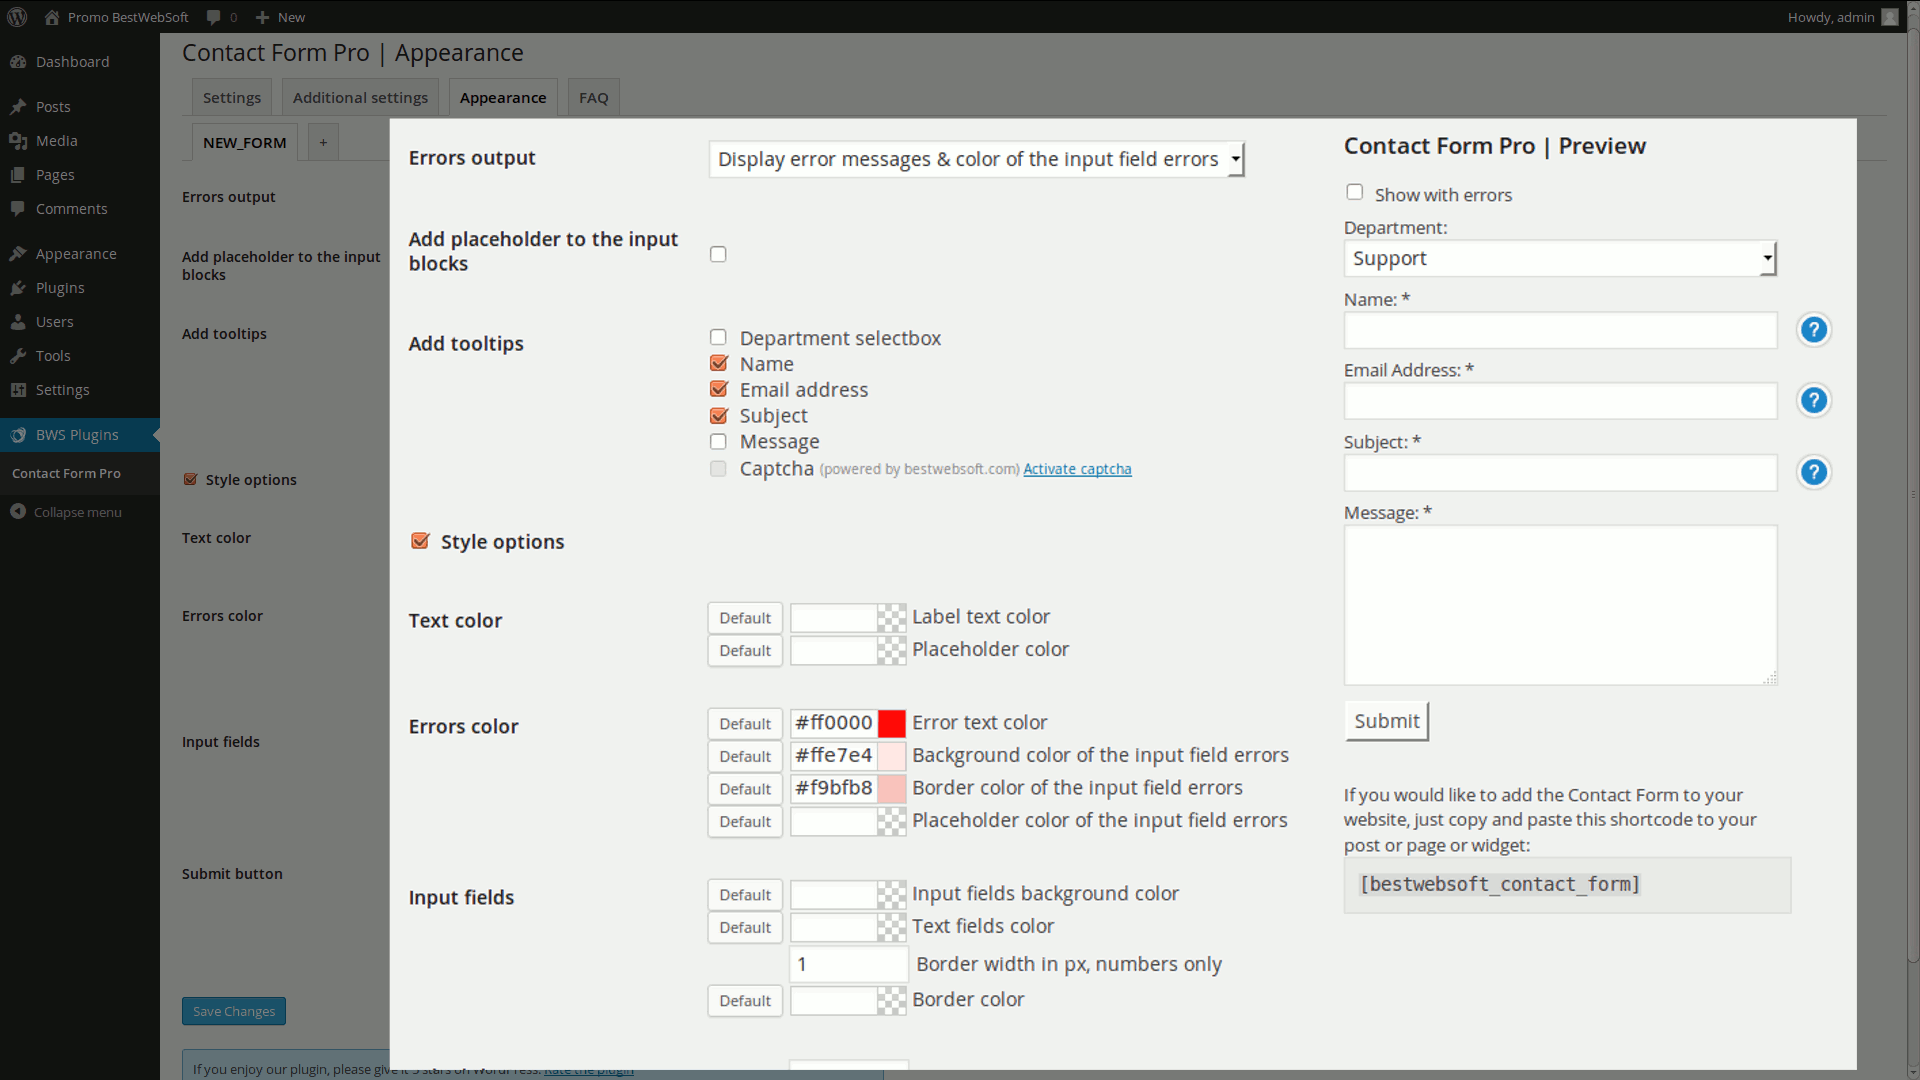 Promo BestWebSoft
0
New
Howdy, admin
Dashboard
Posts
Media
Pages
Comments
Appearance
Plugins
Users
Tools
Settings
BWS Plugins
Contact Form Pro
Collapse menu
Contact Form Pro | Appearance
Settings
Additional settings
Appearance
FAQ
NEW_FORM
+
Errors output
Add placeholder to the input
blocks
Add tooltips
Style options
Text color
Errors color
Input fields
Submit button
Save Changes
If you enjoy our plugin, please give it 5 stars on WordPress. Rate the plugin
Errors output
Display error messages & color of the input field errors
Add placeholder to the input
blocks
Add tooltips
Department selectbox
Name
Email address
Subject
Message
Captcha (powered by bestwebsoft.com) Activate captcha
Style options
Text color
Default
Label text color
Default
Placeholder color
Errors color
Default #ff0000 Error text color
Default #ffe7e4 Background color of the input field errors
Default #f9bfb8 Border color of the input field errors
Default
Placeholder color of the input field errors
Input fields
Default
Input fields background color
Default
Text fields color
1
Border width in px, numbers only
Default
Border color
Contact Form Pro | Preview
Show with errors
Department:
Support
Name: *
?
Email Address: *
?
Subject: *
?
Message: *
Submit
If you would like to add the Contact Form to your
website, just copy and paste this shortcode to your
post or page or widget:
[bestwebsoft_contact_form]